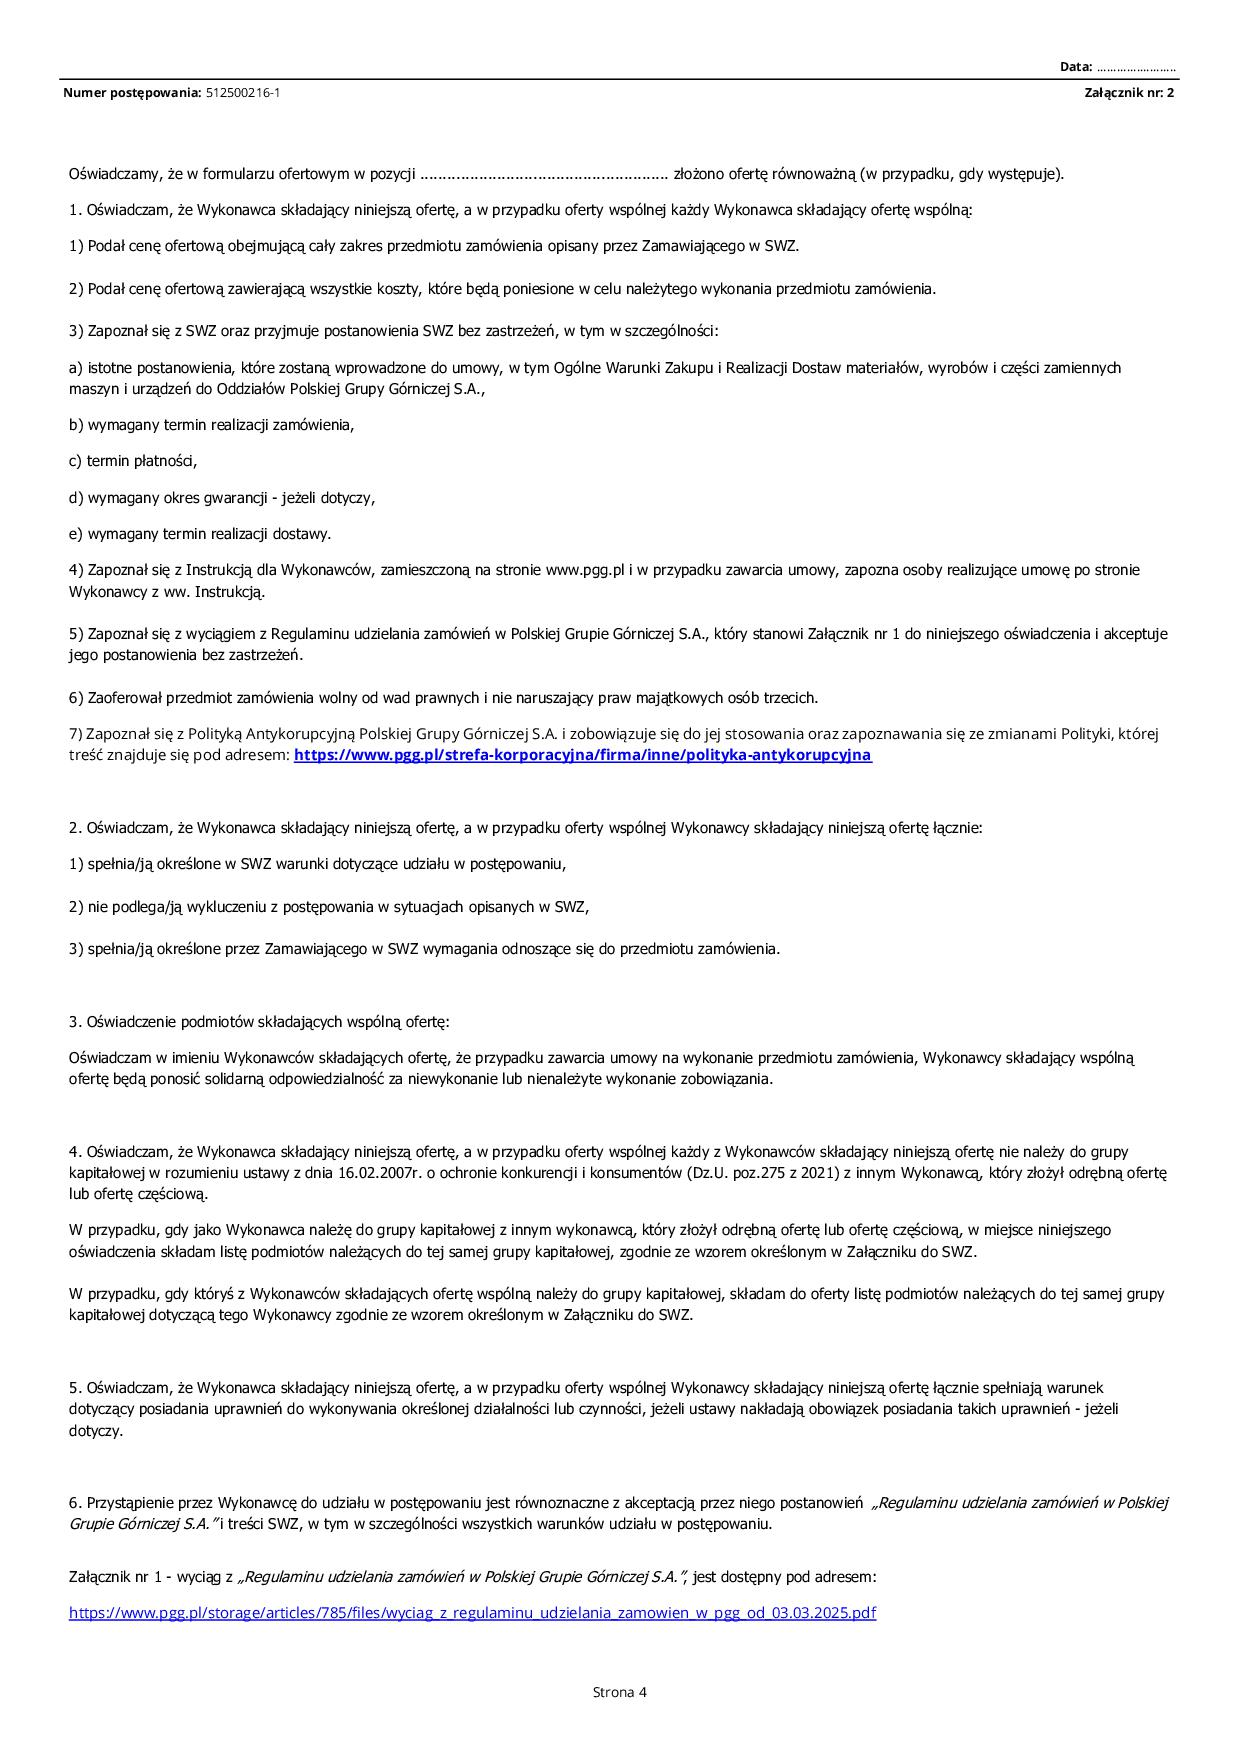 Data: ........................
Numer postępowania: 512500216-1 Załącznik nr: 2
Oświadczamy, że w formularzu ofertowym w pozycji ....................................................... złożono ofertę równoważną (w przypadku, gdy występuje).
1. Oświadczam, że Wykonawca składający niniejszą ofertę, a w przypadku oferty wspólnej każdy Wykonawca składający ofertę wspólną:
1) Podał cenę ofertową obejmującą cały zakres przedmiotu zamówienia opisany przez Zamawiającego w SWZ.
2) Podał cenę ofertową zawierającą wszystkie koszty, które będą poniesione w celu należytego wykonania przedmiotu zamówienia.
3) Zapoznał się z SWZ oraz przyjmuje postanowienia SWZ bez zastrzeżeń, w tym w szczególności:
a) istotne postanowienia, które zostaną wprowadzone do umowy, w tym Ogólne Warunki Zakupu i Realizacji Dostaw materiałów, wyrobów i części zamiennych
maszyn i urządzeń do Oddziałów Polskiej Grupy Górniczej S.A.,
b) wymagany termin realizacji zamówienia,
c) termin płatności,
d) wymagany okres gwarancji - jeżeli dotyczy,
e) wymagany termin realizacji dostawy.
4) Zapoznał się z Instrukcją dla Wykonawców, zamieszczoną na stronie www.pgg.pl i w przypadku zawarcia umowy, zapozna osoby realizujące umowę po stronie
Wykonawcy z ww. Instrukcją.
5) Zapoznał się z wyciągiem z Regulaminu udzielania zamówień w Polskiej Grupie Górniczej S.A., który stanowi Załącznik nr 1 do niniejszego oświadczenia i akceptuje
jego postanowienia bez zastrzeżeń.
6) Zaoferował przedmiot zamówienia wolny od wad prawnych i nie naruszający praw majątkowych osób trzecich.
7) Zapoznał się z Polityką Antykorupcyjną Polskiej Grupy Górniczej S.A. i zobowiązuje się do jej stosowania oraz zapoznawania się ze zmianami Polityki, której
treść znajduje się pod adresem: https://www.pgg.pl/strefa-korporacyjna/firma/inne/polityka-antykorupcyjna
2. Oświadczam, że Wykonawca składający niniejszą ofertę, a w przypadku oferty wspólnej Wykonawcy składający niniejszą ofertę łącznie:
1) spełnia/ją określone w SWZ warunki dotyczące udziału w postępowaniu,
2) nie podlega/ją wykluczeniu z postępowania w sytuacjach opisanych w SWZ,
3) spełnia/ją określone przez Zamawiającego w SWZ wymagania odnoszące się do przedmiotu zamówienia.
3. Oświadczenie podmiotów składających wspólną ofertę:
Oświadczam w imieniu Wykonawców składających ofertę, że przypadku zawarcia umowy na wykonanie przedmiotu zamówienia, Wykonawcy składający wspólną
ofertę będą ponosić solidarną odpowiedzialność za niewykonanie lub nienależyte wykonanie zobowiązania.
4. Oświadczam, że Wykonawca składający niniejszą ofertę, a w przypadku oferty wspólnej każdy z Wykonawców składający niniejszą ofertę nie należy do grupy
kapitałowej w rozumieniu ustawy z dnia 16.02.2007r. o ochronie konkurencji i konsumentów (Dz.U. poz.275 z 2021) z innym Wykonawcą, który złożył odrębną ofertę
lub ofertę częściową.
W przypadku, gdy jako Wykonawca należę do grupy kapitałowej z innym wykonawcą, który złożył odrębną ofertę lub ofertę częściową, w miejsce niniejszego
oświadczenia składam listę podmiotów należących do tej samej grupy kapitałowej, zgodnie ze wzorem określonym w Załączniku do SWZ.
W przypadku, gdy któryś z Wykonawców składających ofertę wspólną należy do grupy kapitałowej, składam do oferty listę podmiotów należących do tej samej grupy
kapitałowej dotyczącą tego Wykonawcy zgodnie ze wzorem określonym w Załączniku do SWZ.
5. Oświadczam, że Wykonawca składający niniejszą ofertę, a w przypadku oferty wspólnej Wykonawcy składający niniejszą ofertę łącznie spełniają warunek
dotyczący posiadania uprawnień do wykonywania określonej działalności lub czynności, jeżeli ustawy nakładają obowiązek posiadania takich uprawnień - jeżeli
dotyczy.
6. Przystąpienie przez Wykonawcę do udziału w postępowaniu jest równoznaczne z akceptacją przez niego postanowień „Regulaminu udzielania zamówień w Polskiej
Grupie Górniczej S.A.” i treści SWZ, w tym w szczególności wszystkich warunków udziału w postępowaniu.
Załącznik nr 1 - wyciąg z „Regulaminu udzielania zamówień w Polskiej Grupie Górniczej S.A.”, jest dostępny pod adresem:
https://www.pgg.pl/storage/articles/785/files/wyciag_z_regulaminu_udzielania_zamowien_w_pgg_od_03.03.2025.pdf
Strona 4